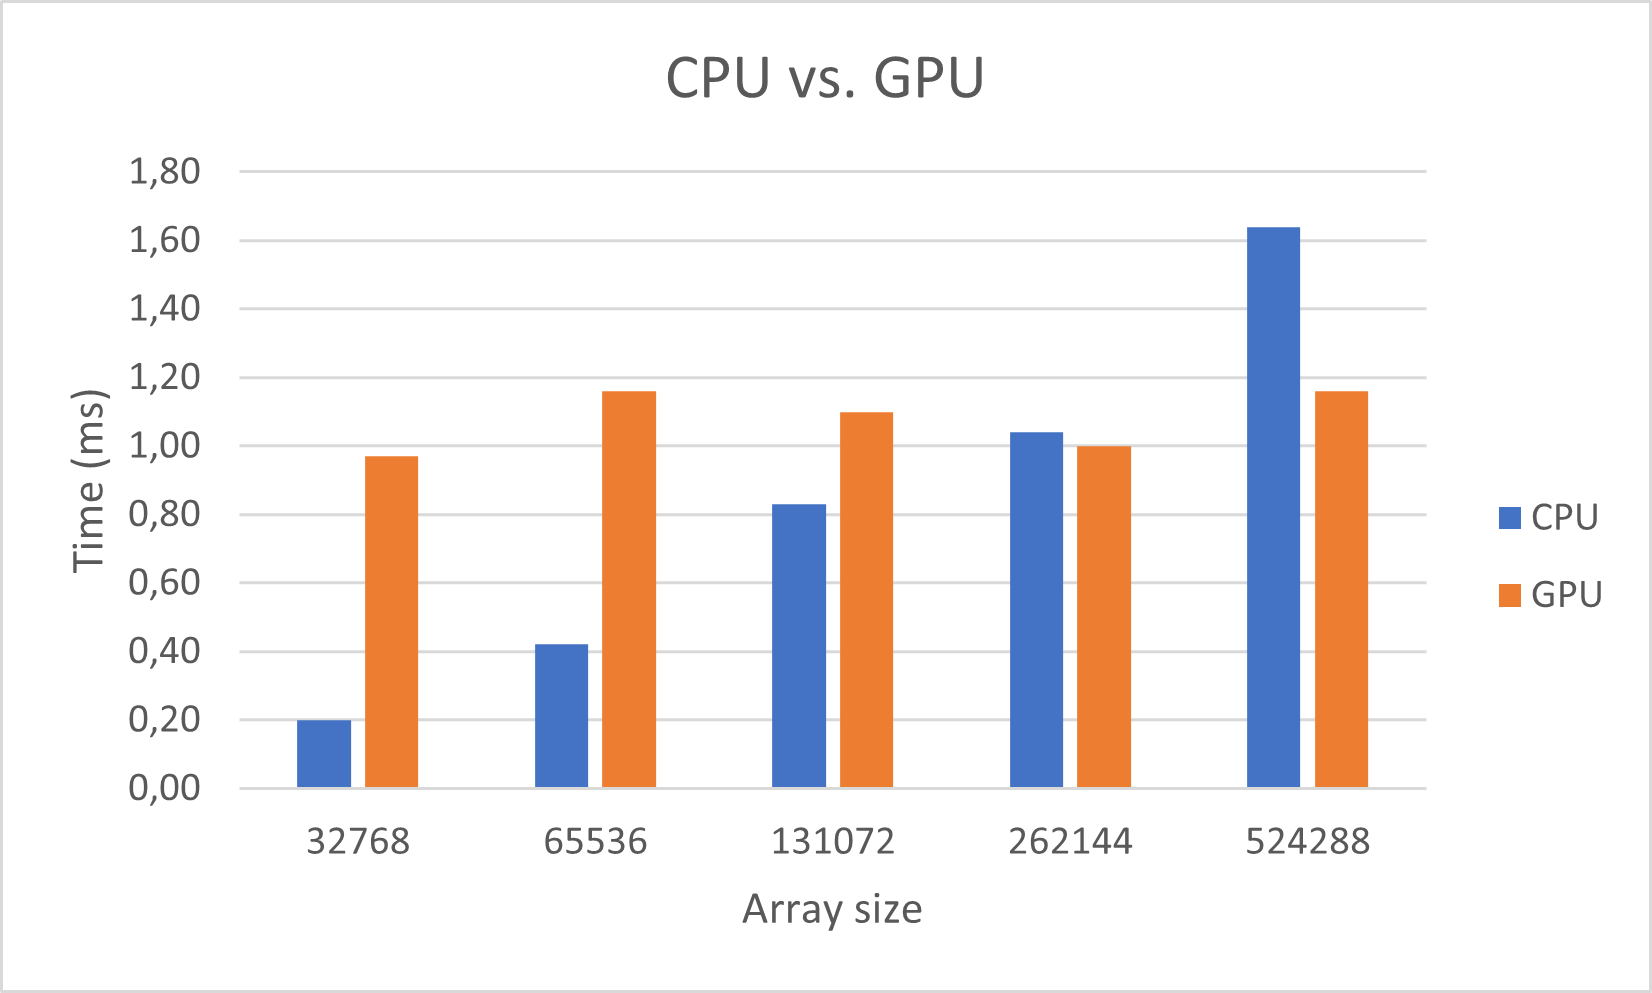 CPU vs. GPU
1,80
1,60
1,40
1,20
1,00
0,80
0,60
0,40
0,20
0,00
Time (ms)
32768 65536 131072 262144 524288
Array size
CPU
GPU